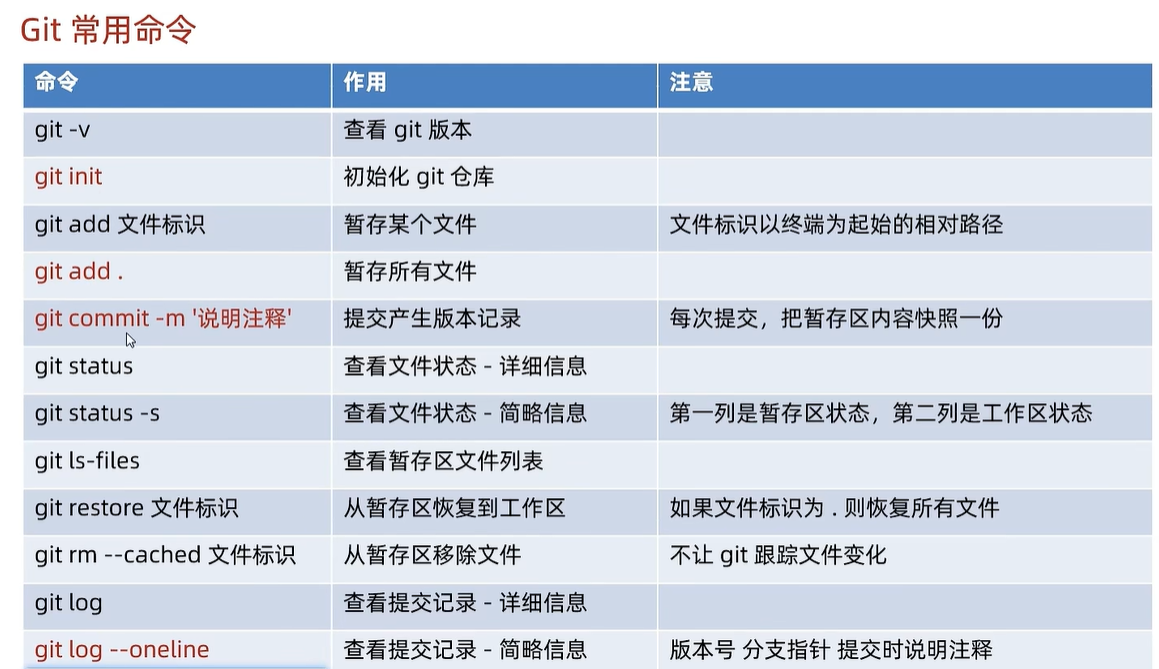 Git 常用命令
命令 作用 注意
git -v 查看 git 版本
git init 初始化 git 仓库
git add 文件标识 暂存某个文件 文件标识以终端为起始的相对路径
git add . 暂存所有文件
git commit -m '说明注释' 提交产生版本记录 每次提交，把暂存区内容快照一份
git status 查看文件状态 - 详细信息
git status -s 查看文件状态 - 简略信息 第一列是暂存区状态，第二列是工作区状态
git ls-files 查看暂存区文件列表
git restore 文件标识 从暂存区恢复到工作区 如果文件标识为 . 则恢复所有文件
git rm --cached 文件标识 从暂存区移除文件 不让 git 跟踪文件变化
git log 查看提交记录 - 详细信息
git log --oneline 查看提交记录 - 简略信息 版本号 分支指针 提交时说明注释